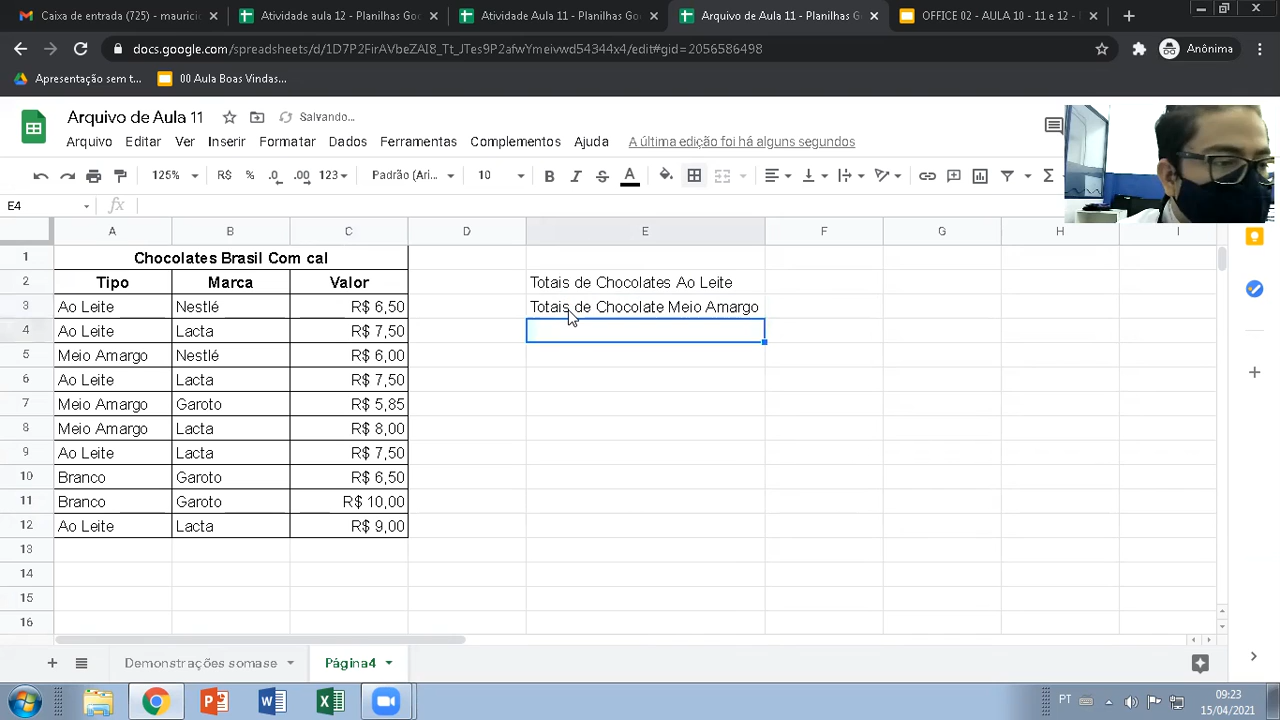 Caixa de entrada (725) - maurici
Atividade aula 12 - Planilhas Goo
Atividade Aula 11 - Planilhas Go
Arquivo de Aula 11 - Planilhas G
OFFICE 02 - AULA 10 - 11 e 12 -
docs.google.com/spreadsheets/d/1D7P2FirAVbeZAI8_Tt_JTes9P2afwYmeivwd54344x4/edit#gid=2056586498
Anônima
Apresentação sem t...
00 Aula Boas Vindas...
Arquivo de Aula 11
Salvando...
Arquivo Editar Ver Inserir Formatar Dados Ferramentas Complementos Ajuda A última edição foi há alguns segundos
125% R$ % .0 .00 123 Padrão (Ari... 10 B I S A Σ
E4 fx
A B C D E F G H I
1 Chocolates Brasil Com cal
2 Tipo Marca Valor Totais de Chocolates Ao Leite
3 Ao Leite Nestlé R$ 6,50 Totais de Chocolate Meio Amargo
4 Ao Leite Lacta R$ 7,50
5 Meio Amargo Nestlé R$ 6,00
6 Ao Leite Lacta R$ 7,50
7 Meio Amargo Garoto R$ 5,85
8 Meio Amargo Lacta R$ 8,00
9 Ao Leite Lacta R$ 7,50
10 Branco Garoto R$ 6,50
11 Branco Garoto R$ 10,00
12 Ao Leite Lacta R$ 9,00
13
14
15
16
Demonstrações somase Página4
PT
09:23
15/04/2021